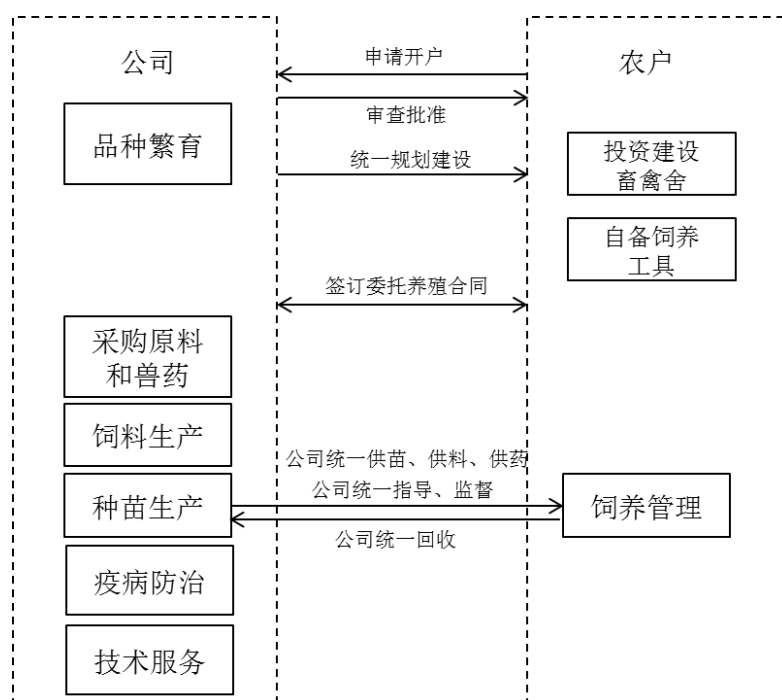 公司
申请开户
农户
审查批准
品种繁育
统一规划建设
投资建设
畜禽舍
自备饲养
工具
签订委托养殖合同
采购原料
和兽药
饲料生产
公司统一供苗、供料、供药
公司统一指导、监督
种苗生产
饲养管理
公司统一回收
疫病防治
技术服务